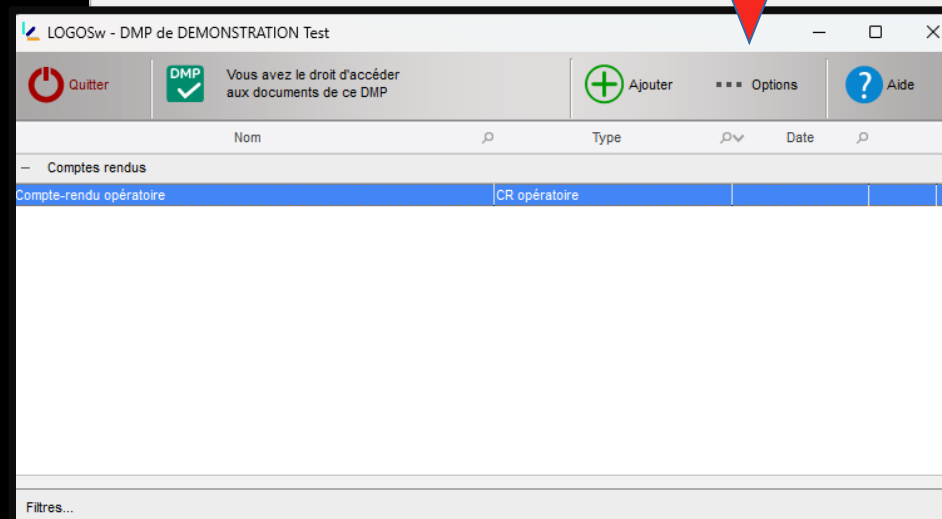 LOGOSw - DMP de DEMONSTRATION Test
Quitter
DMP
Vous avez le droit d'accéder
aux documents de ce DMP
Ajouter
Options
? Aide
Nom Type Date
Comptes rendus
Compte-rendu opératoire CR opératoire
Filtres...